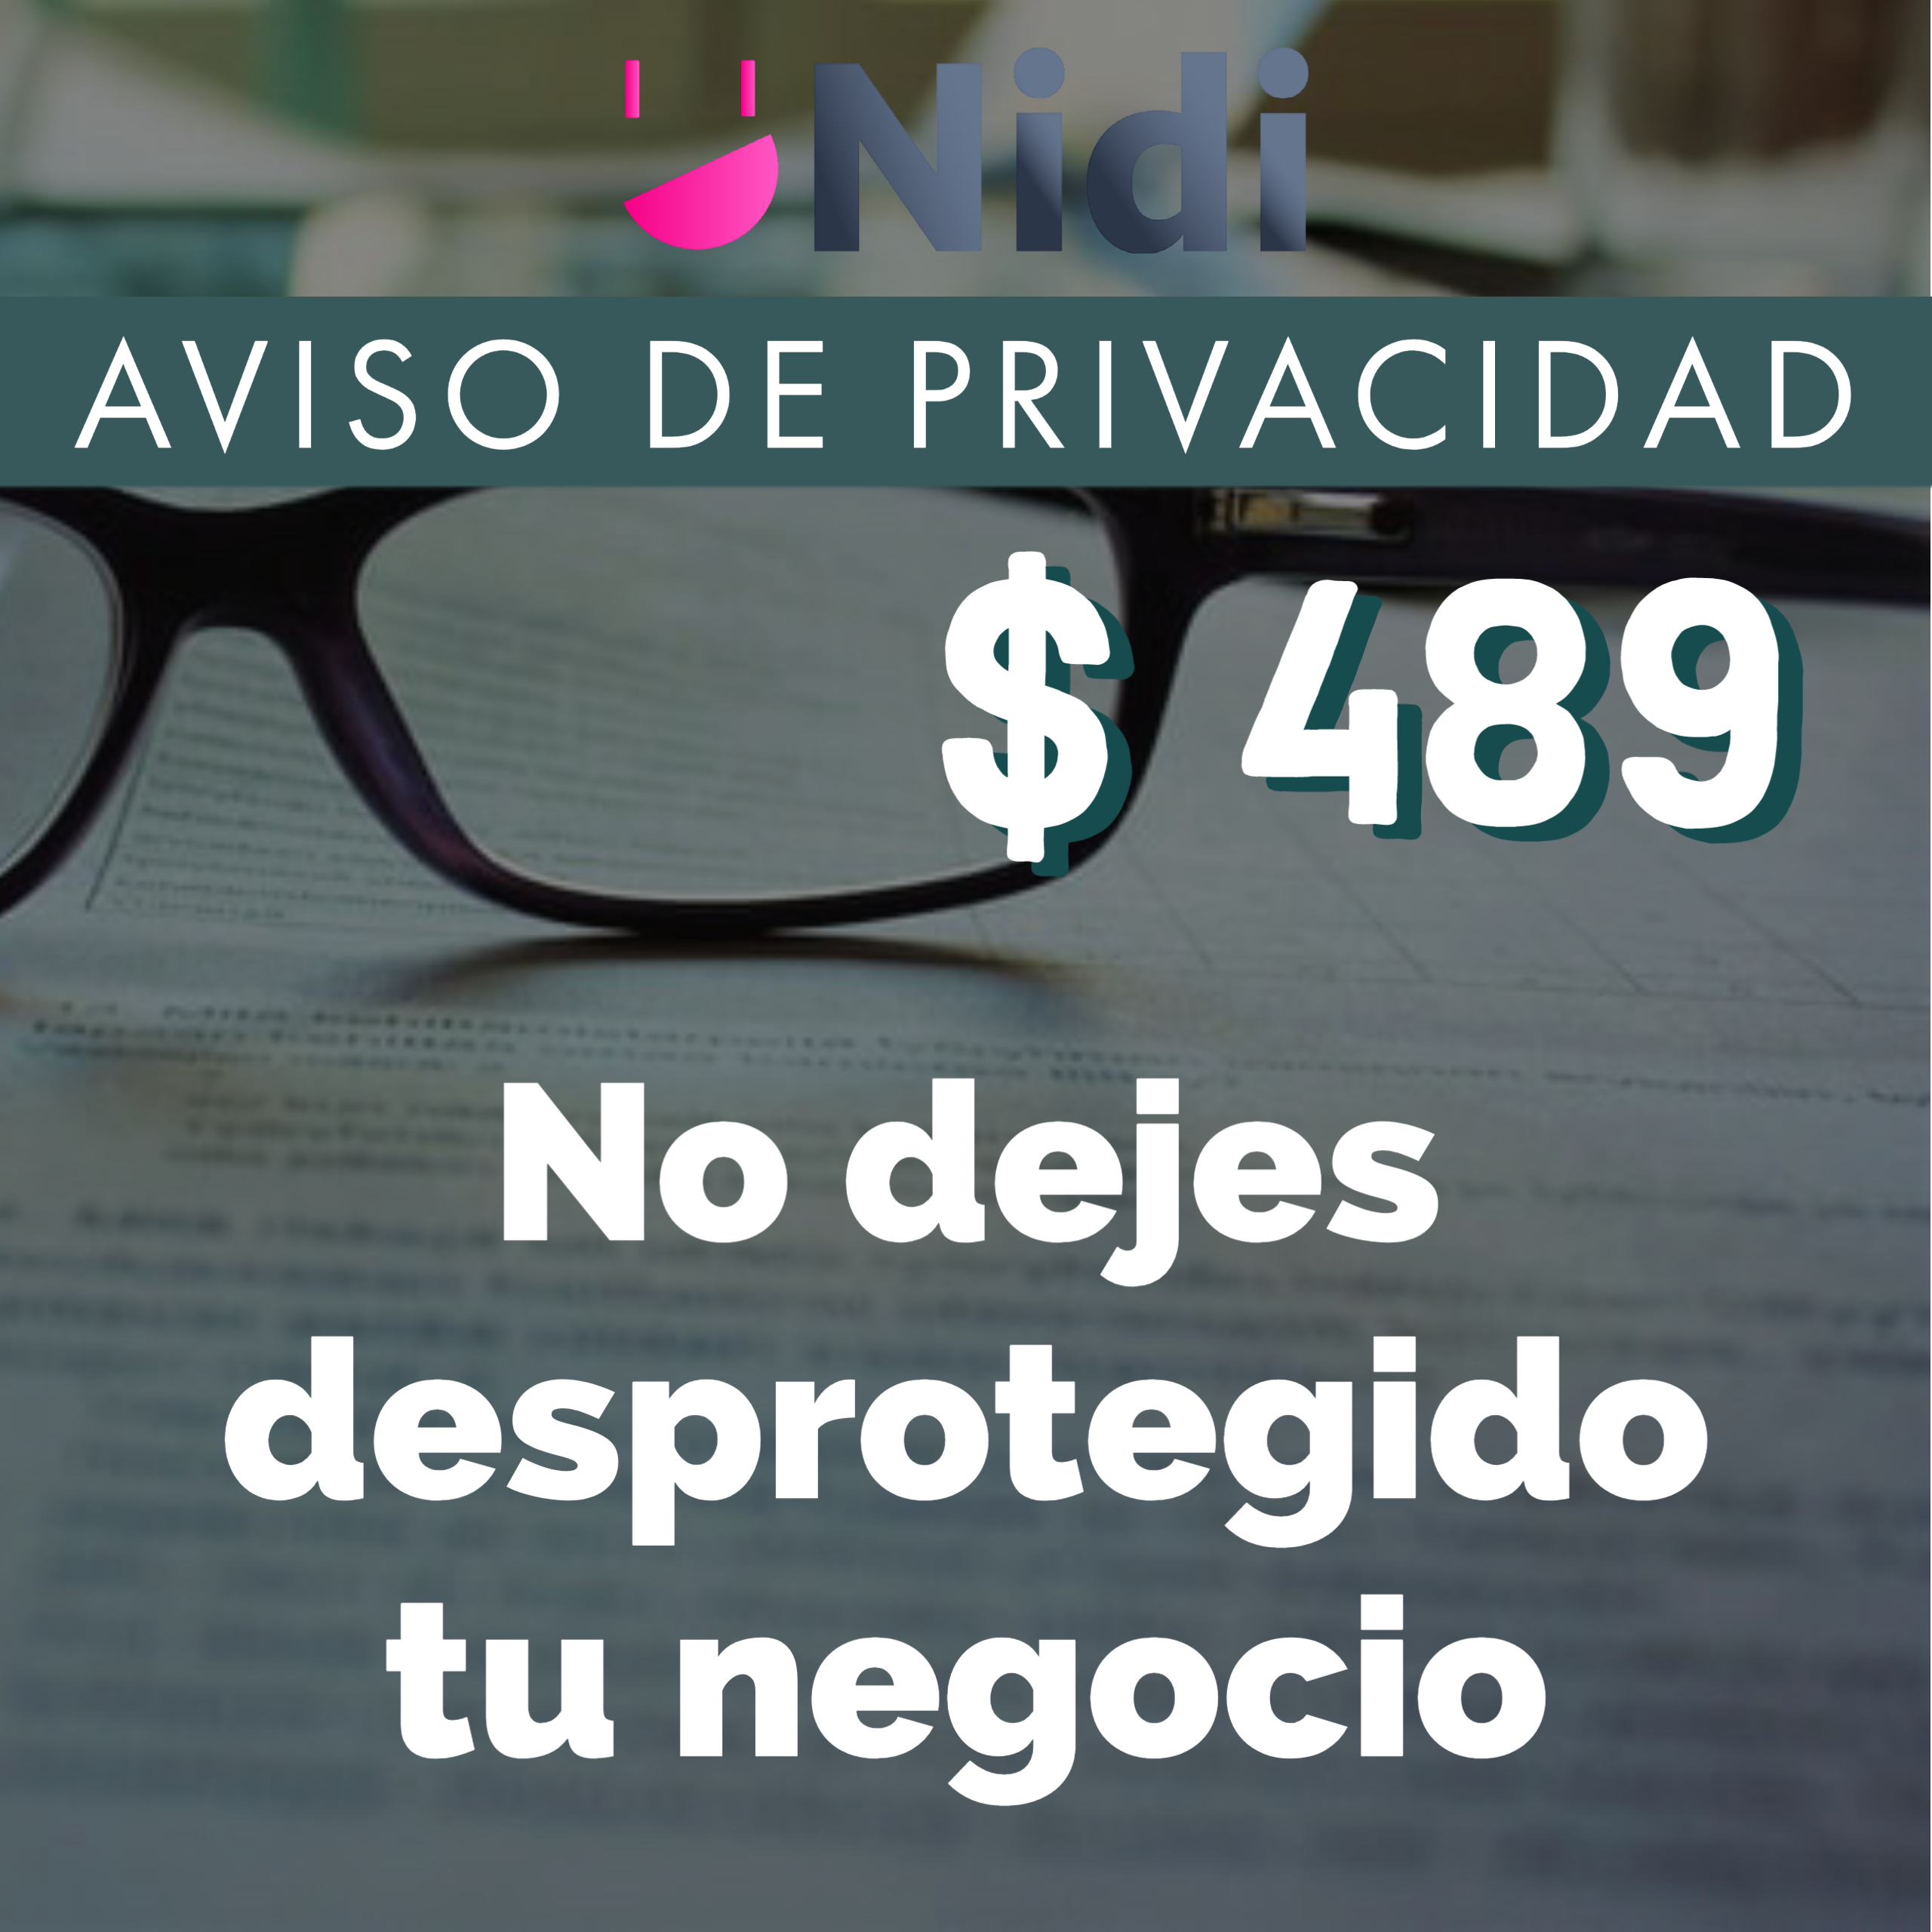 Nidi
AVISO DE PRIVACIDAD
$ 489
No dejes
desprotegido
tu negocio